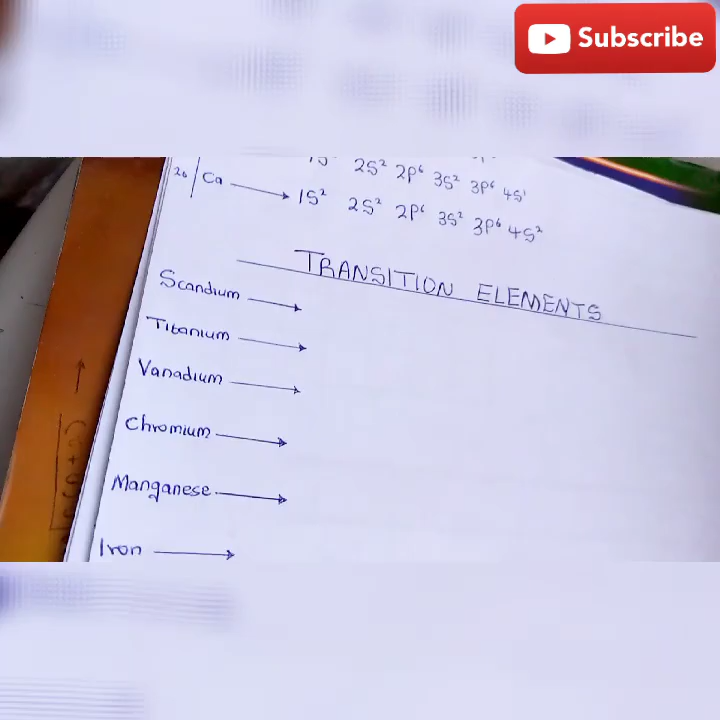 Subscribe
2S² 2P⁶ 3S² 3P⁶ 4S¹
20 Ca → 1S² 2S² 2P⁶ 3S² 3P⁶ 4S²
TRANSITION ELEMENTS
Scandium →
Titanium →
Vanadium →
Chromium →
Manganese →
Iron →